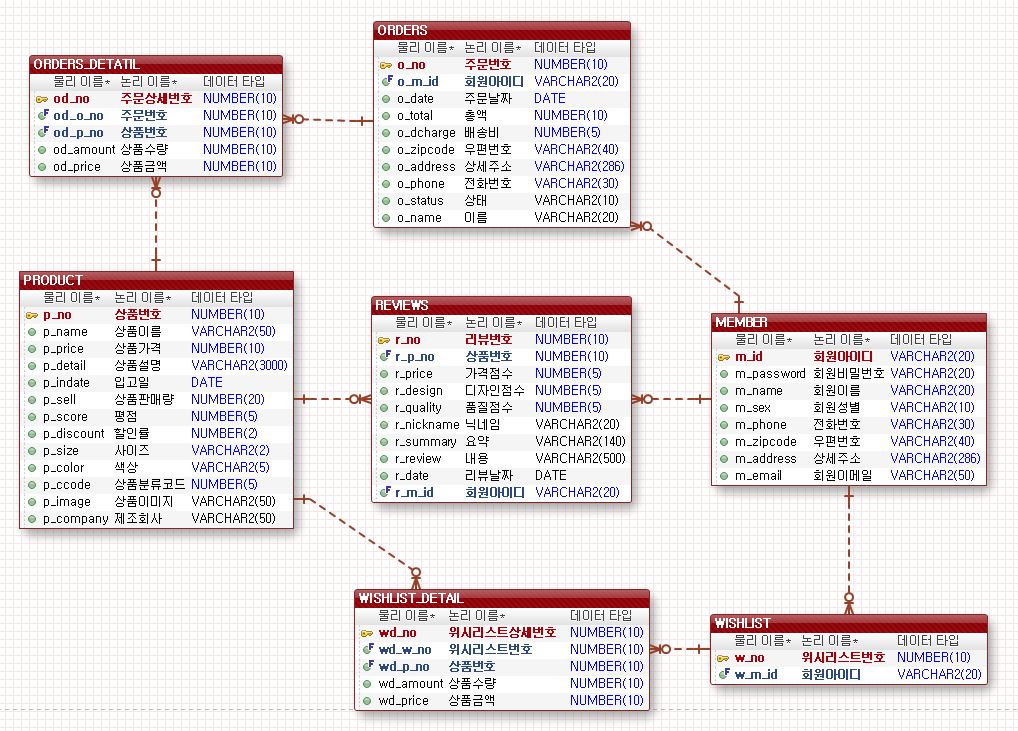 ORDERS_DETATIL
물리 이름* 논리 이름* 데이터 타입
od_no 주문상세번호 NUMBER(10)
od_o_no 주문번호 NUMBER(10)
od_p_no 상품번호 NUMBER(10)
od_amount 상품수량 NUMBER(10)
od_price 상품금액 NUMBER(10)
ORDERS
물리 이름* 논리 이름* 데이터 타입
o_no 주문번호 NUMBER(10)
o_m_id 회원아이디 VARCHAR2(20)
o_date 주문날짜 DATE
o_total 총액 NUMBER(10)
o_dcharge 배송비 NUMBER(5)
o_zipcode 우편번호 VARCHAR2(40)
o_address 상세주소 VARCHAR2(286)
o_phone 전화번호 VARCHAR2(30)
o_status 상태 VARCHAR2(10)
o_name 이름 VARCHAR2(20)
PRODUCT
물리 이름* 논리 이름* 데이터 타입
p_no 상품번호 NUMBER(10)
p_name 상품이름 VARCHAR2(50)
p_price 상품가격 NUMBER(10)
p_detail 상품설명 VARCHAR2(3000)
p_indate 입고일 DATE
p_sell 상품판매량 NUMBER(20)
p_score 평점 NUMBER(5)
p_discount 할인률 NUMBER(2)
p_size 사이즈 VARCHAR2(2)
p_color 색상 VARCHAR2(5)
p_ccode 상품분류코드 NUMBER(5)
p_image 상품이미지 VARCHAR2(50)
p_company 제조회사 VARCHAR2(50)
REVIEWS
물리 이름* 논리 이름* 데이터 타입
r_no 리뷰번호 NUMBER(10)
r_p_no 상품번호 NUMBER(10)
r_price 가격점수 NUMBER(5)
r_design 디자인점수 NUMBER(5)
r_quality 품질점수 NUMBER(5)
r_nickname 닉네임 VARCHAR2(20)
r_summary 요약 VARCHAR2(140)
r_review 내용 VARCHAR2(500)
r_date 리뷰날짜 DATE
r_m_id 회원아이디 VARCHAR2(20)
MEMBER
물리 이름* 논리 이름* 데이터 타입
m_id 회원아이디 VARCHAR2(20)
m_password 회원비밀번호 VARCHAR2(20)
m_name 회원이름 VARCHAR2(20)
m_sex 회원성별 VARCHAR2(10)
m_phone 전화번호 VARCHAR2(30)
m_zipcode 우편번호 VARCHAR2(40)
m_address 상세주소 VARCHAR2(286)
m_email 회원이메일 VARCHAR2(50)
WISHLIST_DETAIL
물리 이름* 논리 이름* 데이터 타입
wd_no 위시리스트상세번호 NUMBER(10)
wd_w_no 위시리스트번호 NUMBER(10)
wd_p_no 상품번호 NUMBER(10)
wd_amount 상품수량 NUMBER(10)
wd_price 상품금액 NUMBER(10)
WISHLIST
물리 이름* 논리 이름* 데이터 타입
w_no 위시리스트번호 NUMBER(10)
w_m_id 회원아이디 VARCHAR2(20)